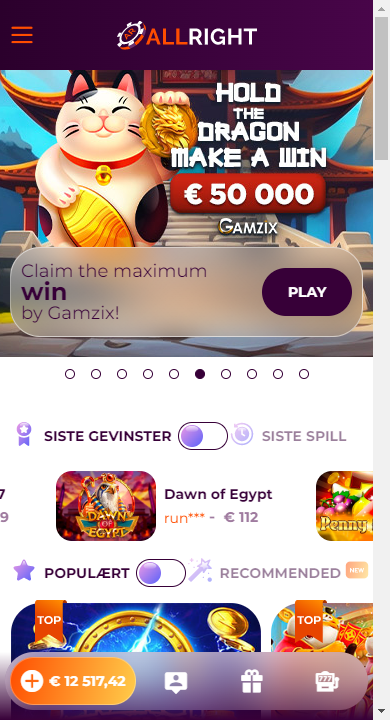 ALLRIGHT
HOLD
THE
DRAGON
MAKE A WIN
€ 50 000
GAMZIX
Claim the maximum
win
by Gamzix!
PLAY
SISTE GEVINSTER
SISTE SPILL
7
9
DAWN OF EGYPT
Dawn of Egypt
run*** - € 112
Penny
POPULÆRT
RECOMMENDED
NEW
TOP
TOP
€ 12 517,42
777